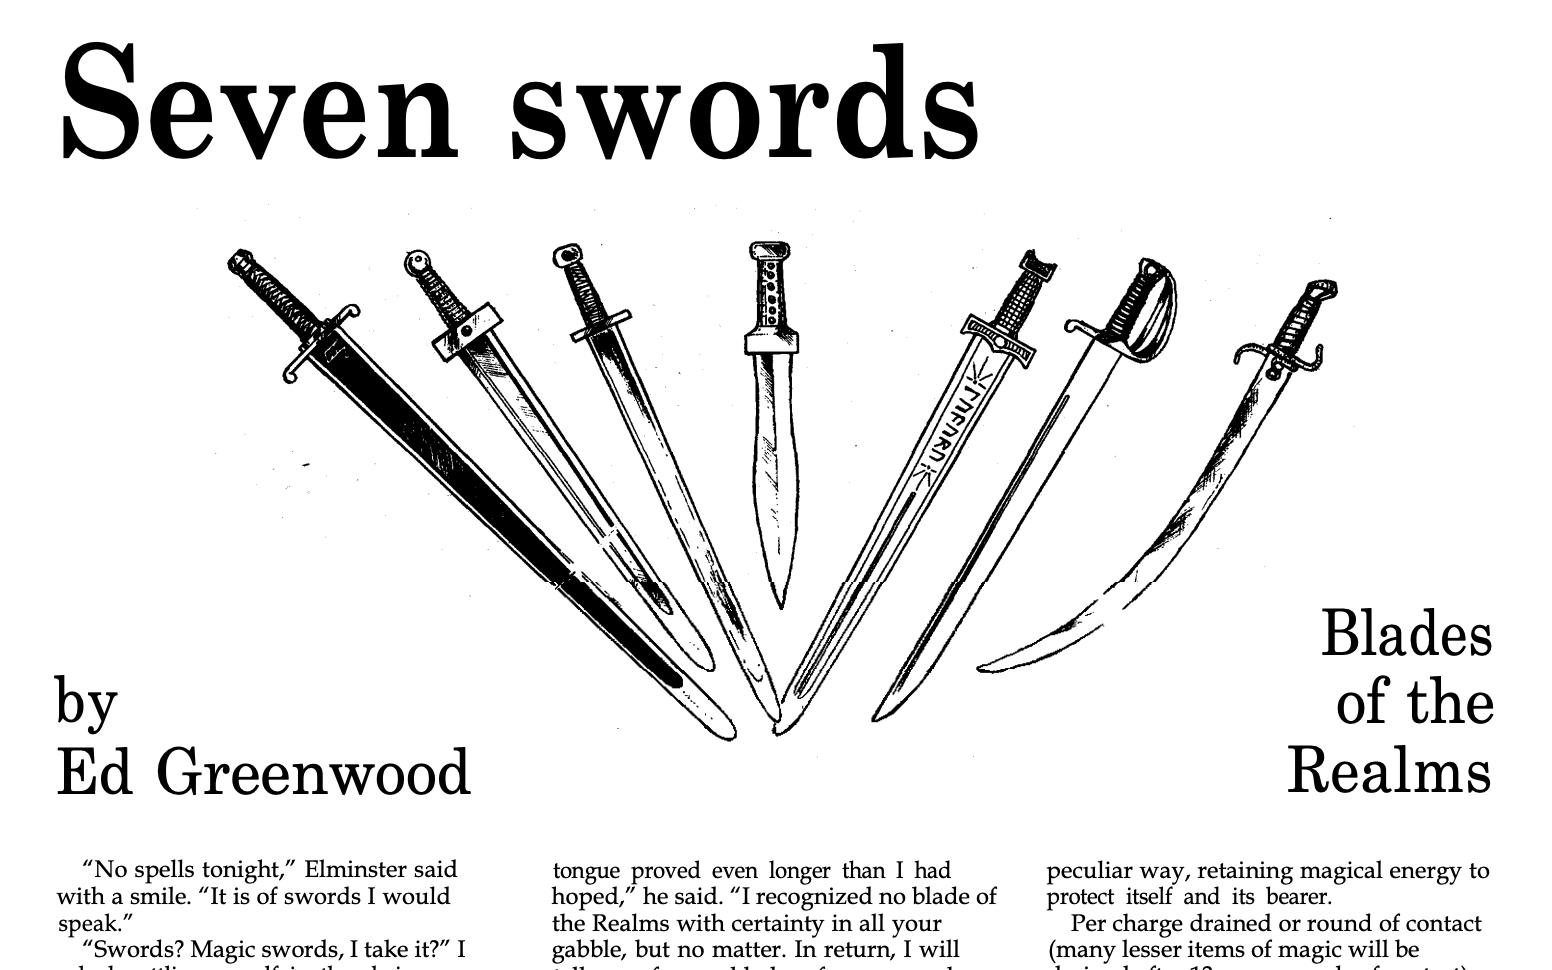 Seven swords
by
Ed Greenwood
Blades
of the
Realms
“No spells tonight,” Elminster said
with a smile. “It is of swords I would
speak.”
“Swords? Magic swords, I take it?” I
tongue proved even longer than I had
hoped,” he said. “I recognized no blade of
the Realms with certainty in all your
gabble, but no matter. In return, I will
peculiar way, retaining magical energy to
protect itself and its bearer.
Per charge drained or round of contact
(many lesser items of magic will be